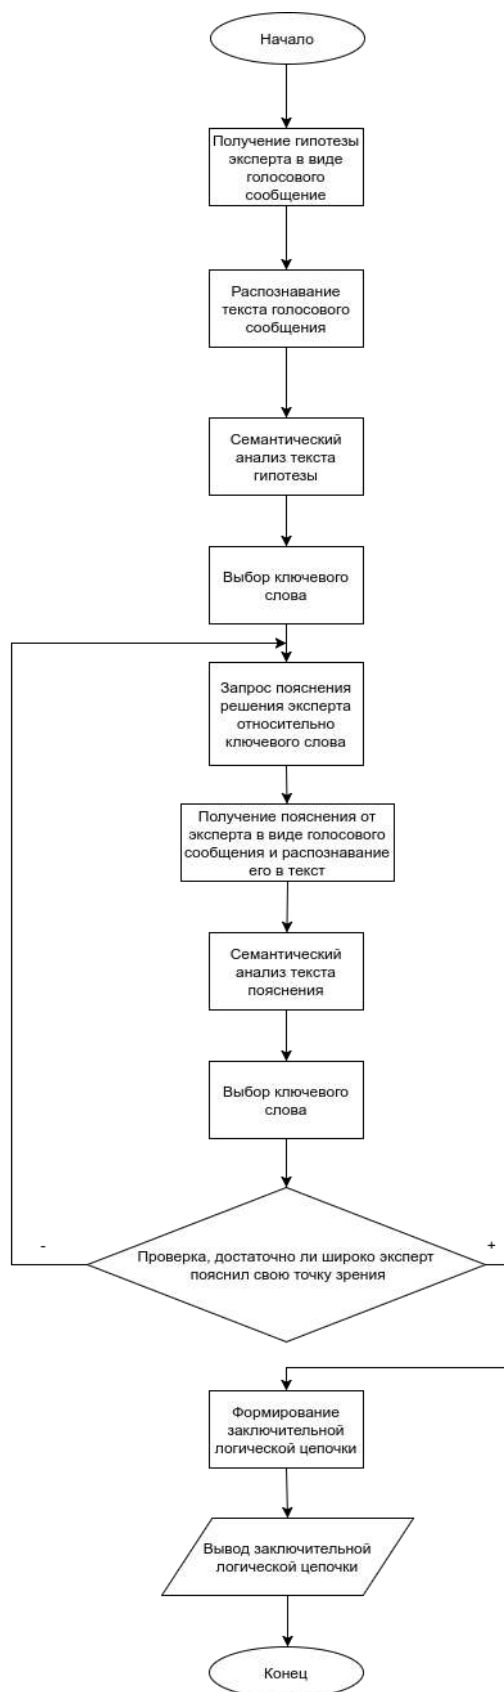 Начало
Получение гипотезы
эксперта в виде
голосового
сообщение
Распознавание
текста голосового
сообщения
Семантический
анализ текста
гипотезы
Выбор ключевого
слова
Запрос пояснения
решения эксперта
относительно
ключевого слова
Получение пояснения от
эксперта в виде голосового
сообщения и распознавание
его в текст
Семантический
анализ текста
пояснения
Выбор ключевого
слова
-
+
Проверка, достаточно ли широко эксперт
пояснил свою точку зрения
Формирование
заключительной
логической цепочки
Вывод заключительной
логической цепочки
Конец